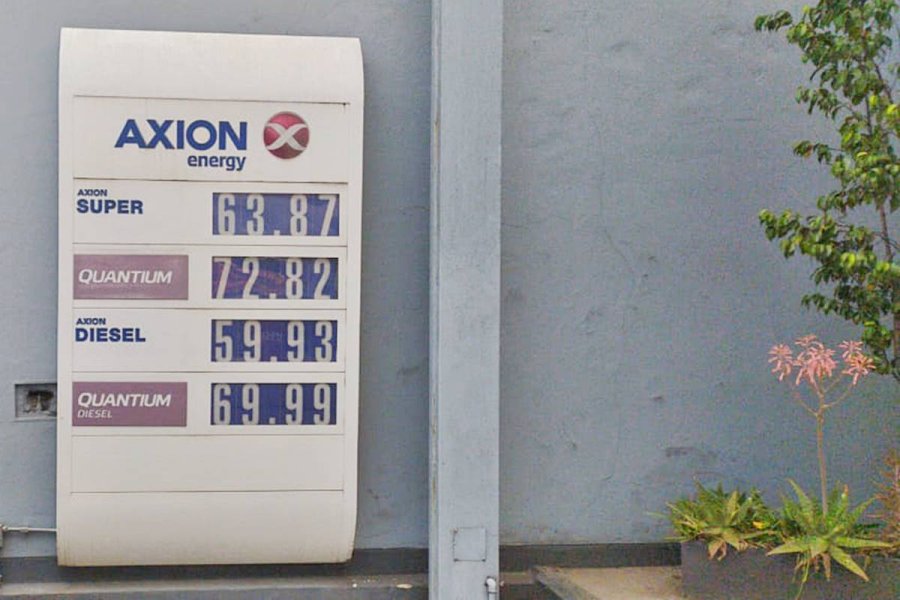 AXION
energy
AXION
SUPER
63.87
QUANTIUM
72.82
AXION
DIESEL
59.93
QUANTIUM
DIESEL
69.99